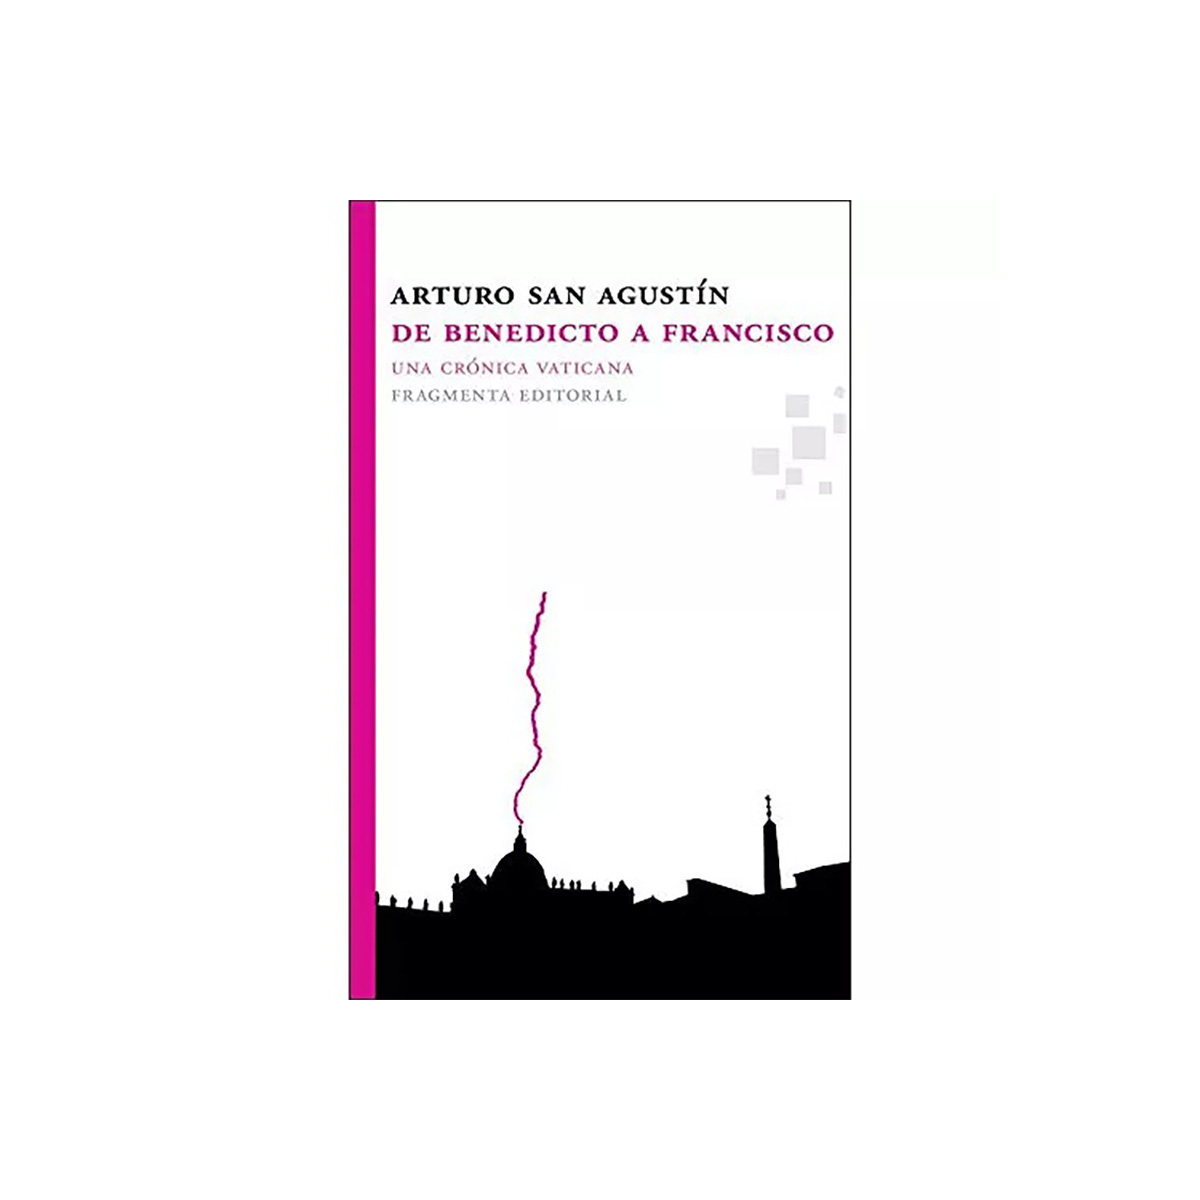 ARTURO SAN AGUSTÍN
DE BENEDICTO A FRANCISCO
UNA CRÓNICA VATICANA
FRAGMENTA EDITORIAL